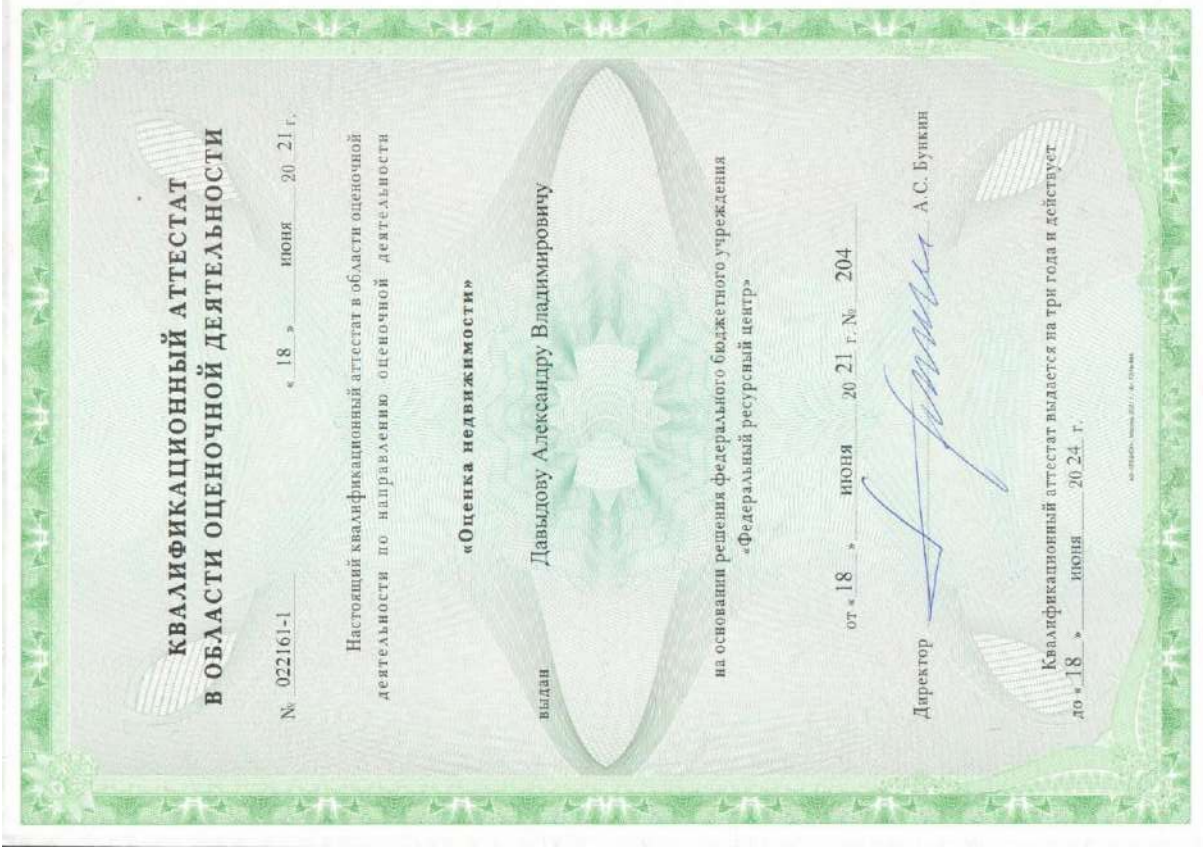 КВАЛИФИКАЦИОННЫЙ АТТЕСТАТ
В ОБЛАСТИ ОЦЕНОЧНОЙ ДЕЯТЕЛЬНОСТИ
№ 022161-1 « 18 » июня 20 21 г.
Настоящий квалификационный аттестат в области оценочной
деятельности по направлению оценочной деятельности
«Оценка недвижимости»
выдан Давыдову Александру Владимировичу
на основании решения федерального бюджетного учреждения
«Федеральный ресурсный центр»
от « 18 » июня 20 21 г. № 204
Директор А.С. Бункин
Квалификационный аттестат выдается на три года и действует
до « 18 » июня 20 24 г.